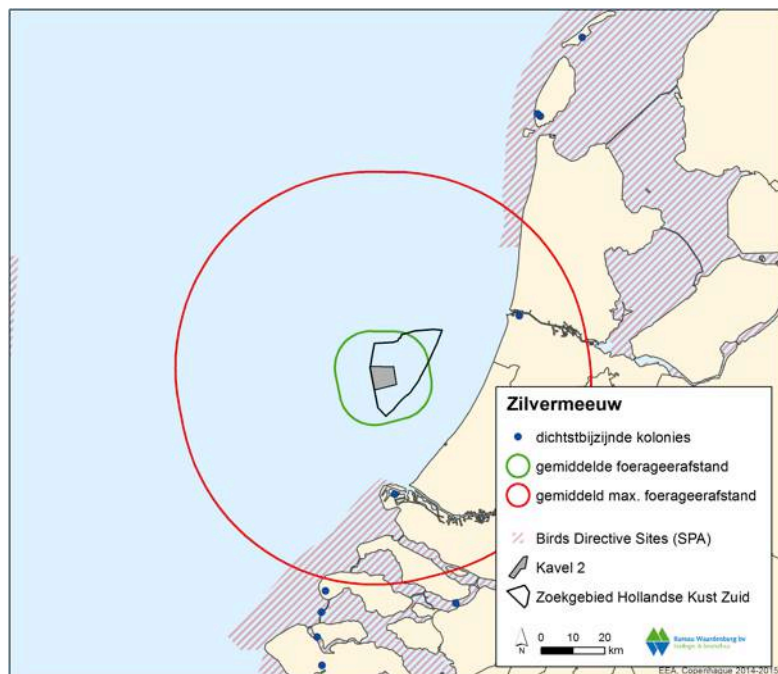 Zilvermeeuw
dichtstbijzijnde kolonies
gemiddelde foerageerafstand
gemiddeld max. foerageerafstand
Birds Directive Sites (SPA)
Kavel 2
Zoekgebied Hollandse Kust Zuid
N
0 10 20
km
Bureau Waardenburg bv
EEA, Copenhague 2014-2015